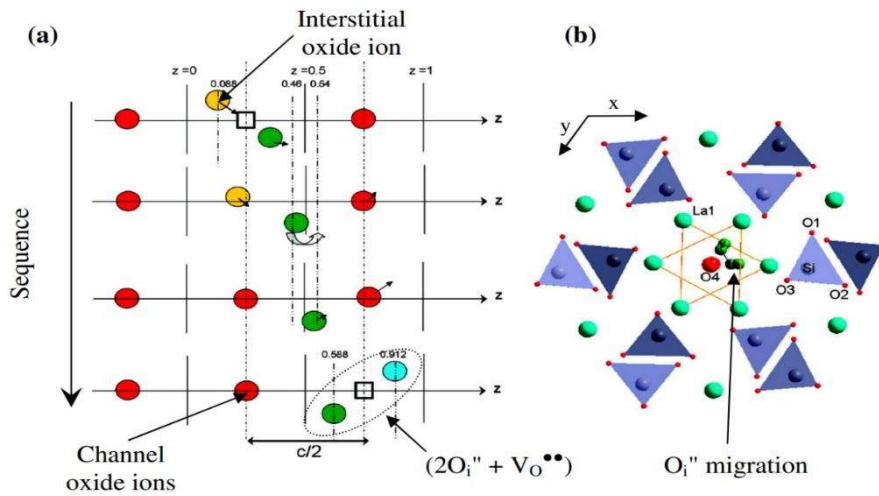 (a)
Interstitial
oxide ion
(b)
z =0
z =0.5
z =1
0.088
0.46
0.54
z
z
z
0.588
0.912
z
Sequence
c/2
Channel
oxide ions
(2Oi'' + VO••)
x
y
La1
O1
O4
Si
O3
O2
Oi'' migration